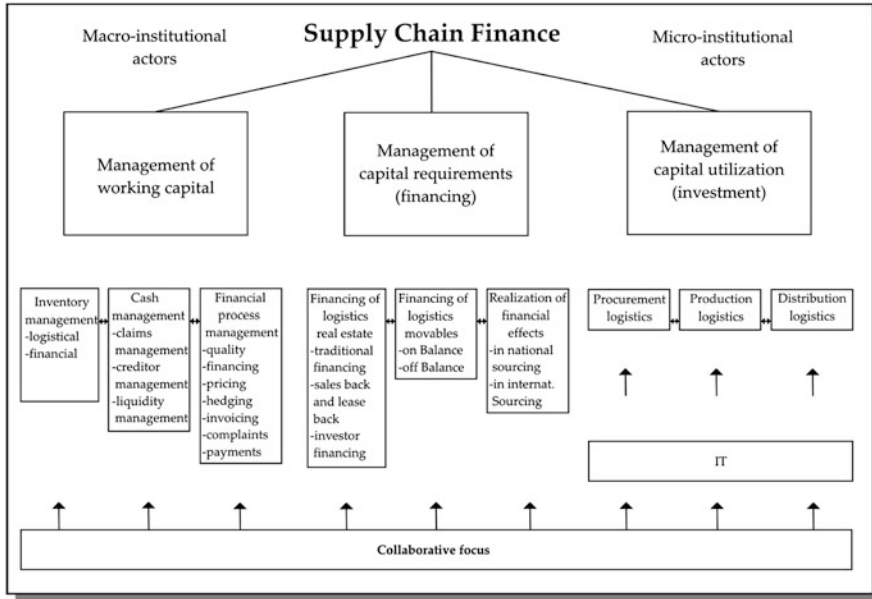 Macro-institutional
actors
Supply Chain Finance
Micro-institutional
actors
Management of
working capital
Management of
capital requirements
(financing)
Management of
capital utilization
(investment)
Inventory
management
-logistical
-financial
Cash
management
-claims
management
-creditor
management
-liquidity
management
Financial
process
management
-quality
-financing
-pricing
-hedging
-invoicing
-complaints
-payments
Financing of
logistics
real estate
-traditional
financing
-sales back
and lease
back
-investor
financing
Financing of
logistics
movables
-on Balance
-off Balance
Realization of
financial
effects
-in national
sourcing
-in internat.
Sourcing
Procurement
logistics
Production
logistics
Distribution
logistics
IT
Collaborative focus